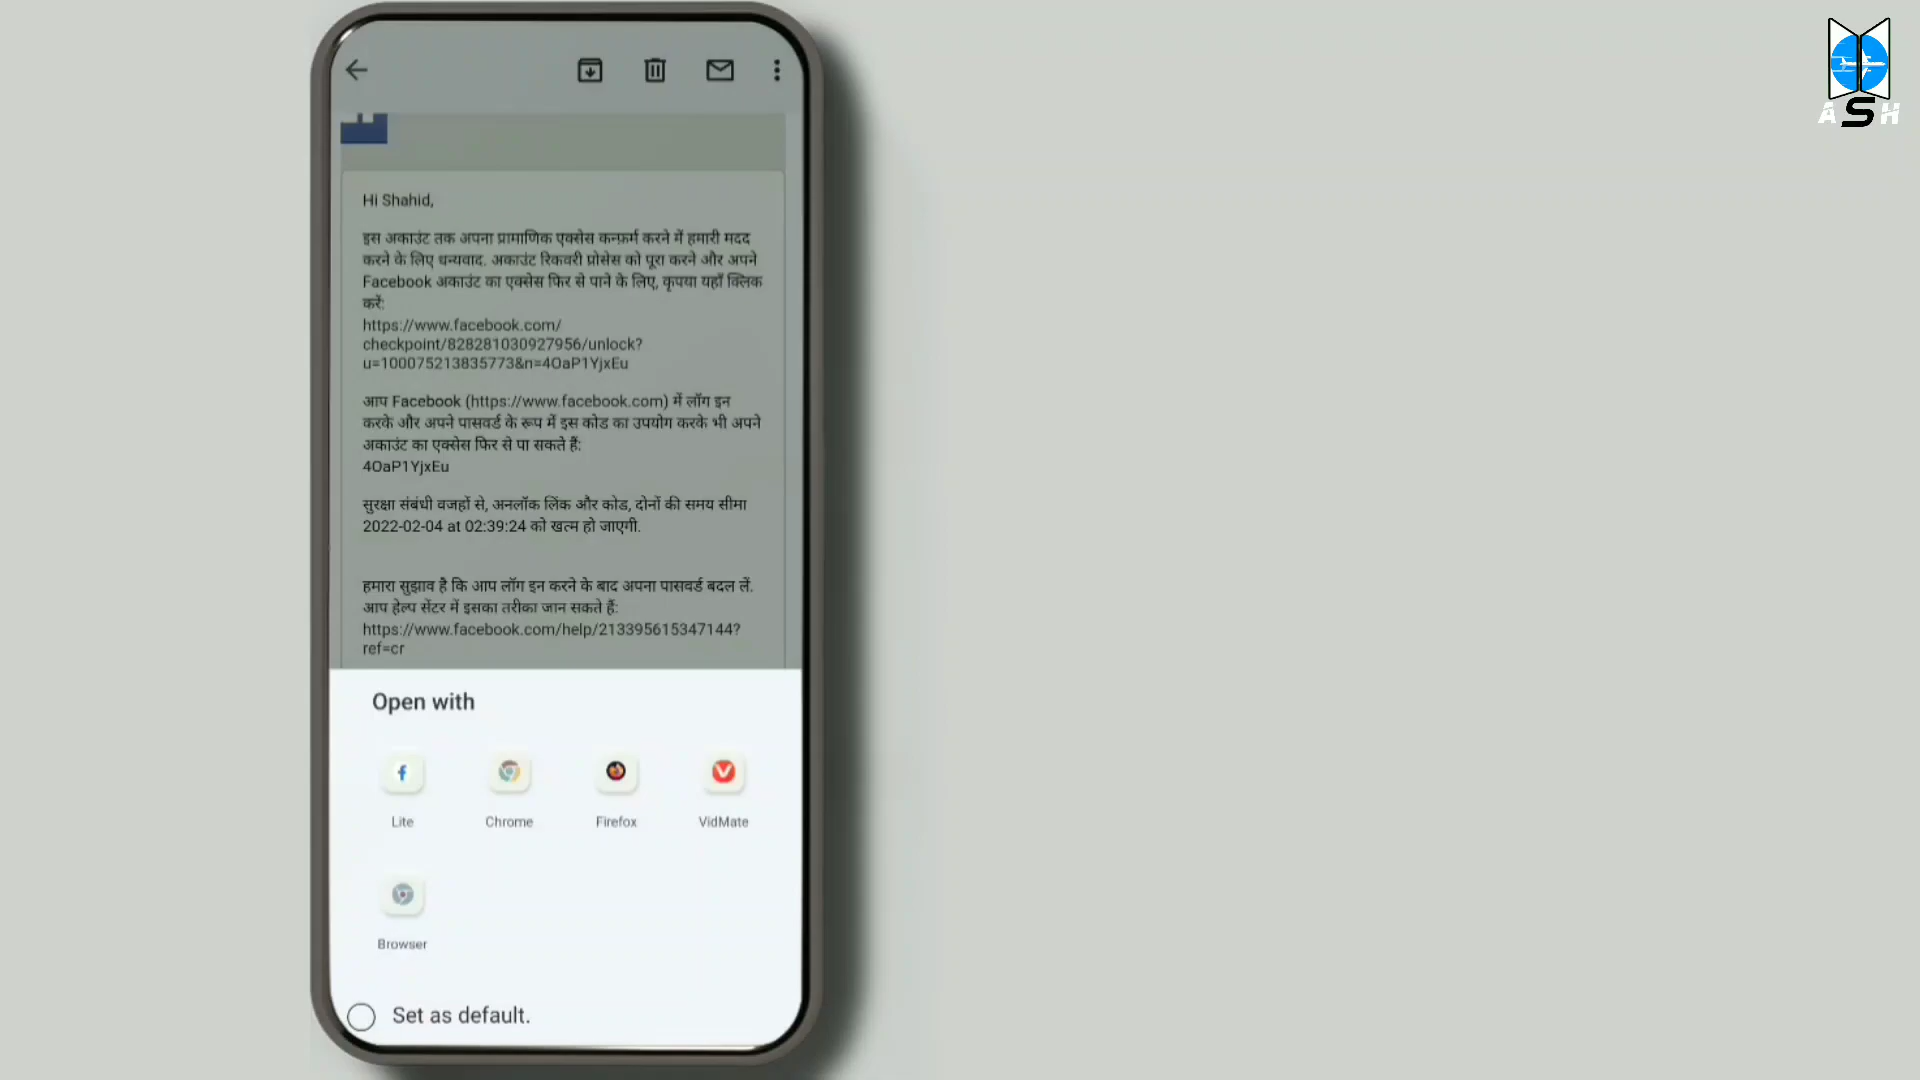 ASH
Hi Shahid,
इस अकाउंट तक अपना प्रामाणिक एक्सेस कन्फ़र्म करने में हमारी मदद
करने के लिए धन्यवाद. अकाउंट रिकवरी प्रोसेस को पूरा करने और अपने
Facebook अकाउंट का एक्सेस फिर से पाने के लिए, कृपया यहाँ क्लिक
करें:
https://www.facebook.com/
checkpoint/828281030927956/unlock?
u=100075213835773&n=4OaP1YjxEu
आप Facebook (https://www.facebook.com) में लॉग इन
करके और अपने पासवर्ड के रूप में इस कोड का उपयोग करके भी अपने
अकाउंट का एक्सेस फिर से पा सकते हैं:
4OaP1YjxEu
सुरक्षा संबंधी वजहों से, अनलॉक लिंक और कोड, दोनों की समय सीमा
2022-02-04 at 02:39:24 को खत्म हो जाएगी.
हमारा सुझाव है कि आप लॉग इन करने के बाद अपना पासवर्ड बदल लें.
आप हेल्प सेंटर में इसका तरीका जान सकते हैं:
https://www.facebook.com/help/213395615347144?
ref=cr
Open with
Lite Chrome Firefox VidMate
Browser
Set as default.